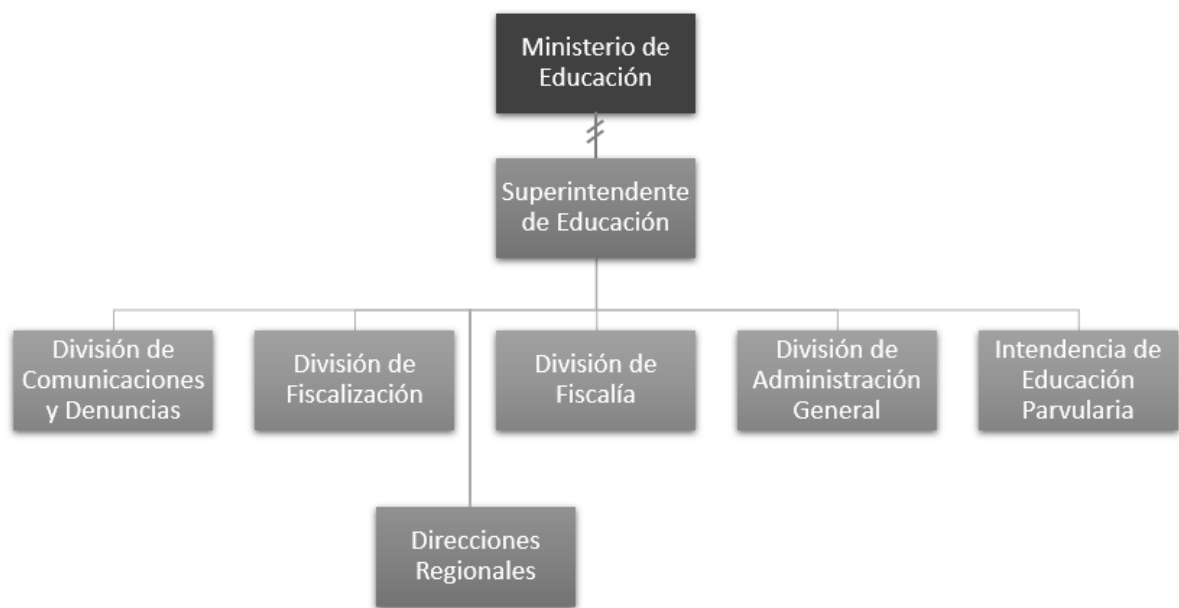 Ministerio de
Educación
Superintendente
de Educación
División de
Comunicaciones
y Denuncias
División de
Fiscalización
División de
Fiscalía
División de
Administración
General
Intendencia de
Educación
Parvularia
Direcciones
Regionales